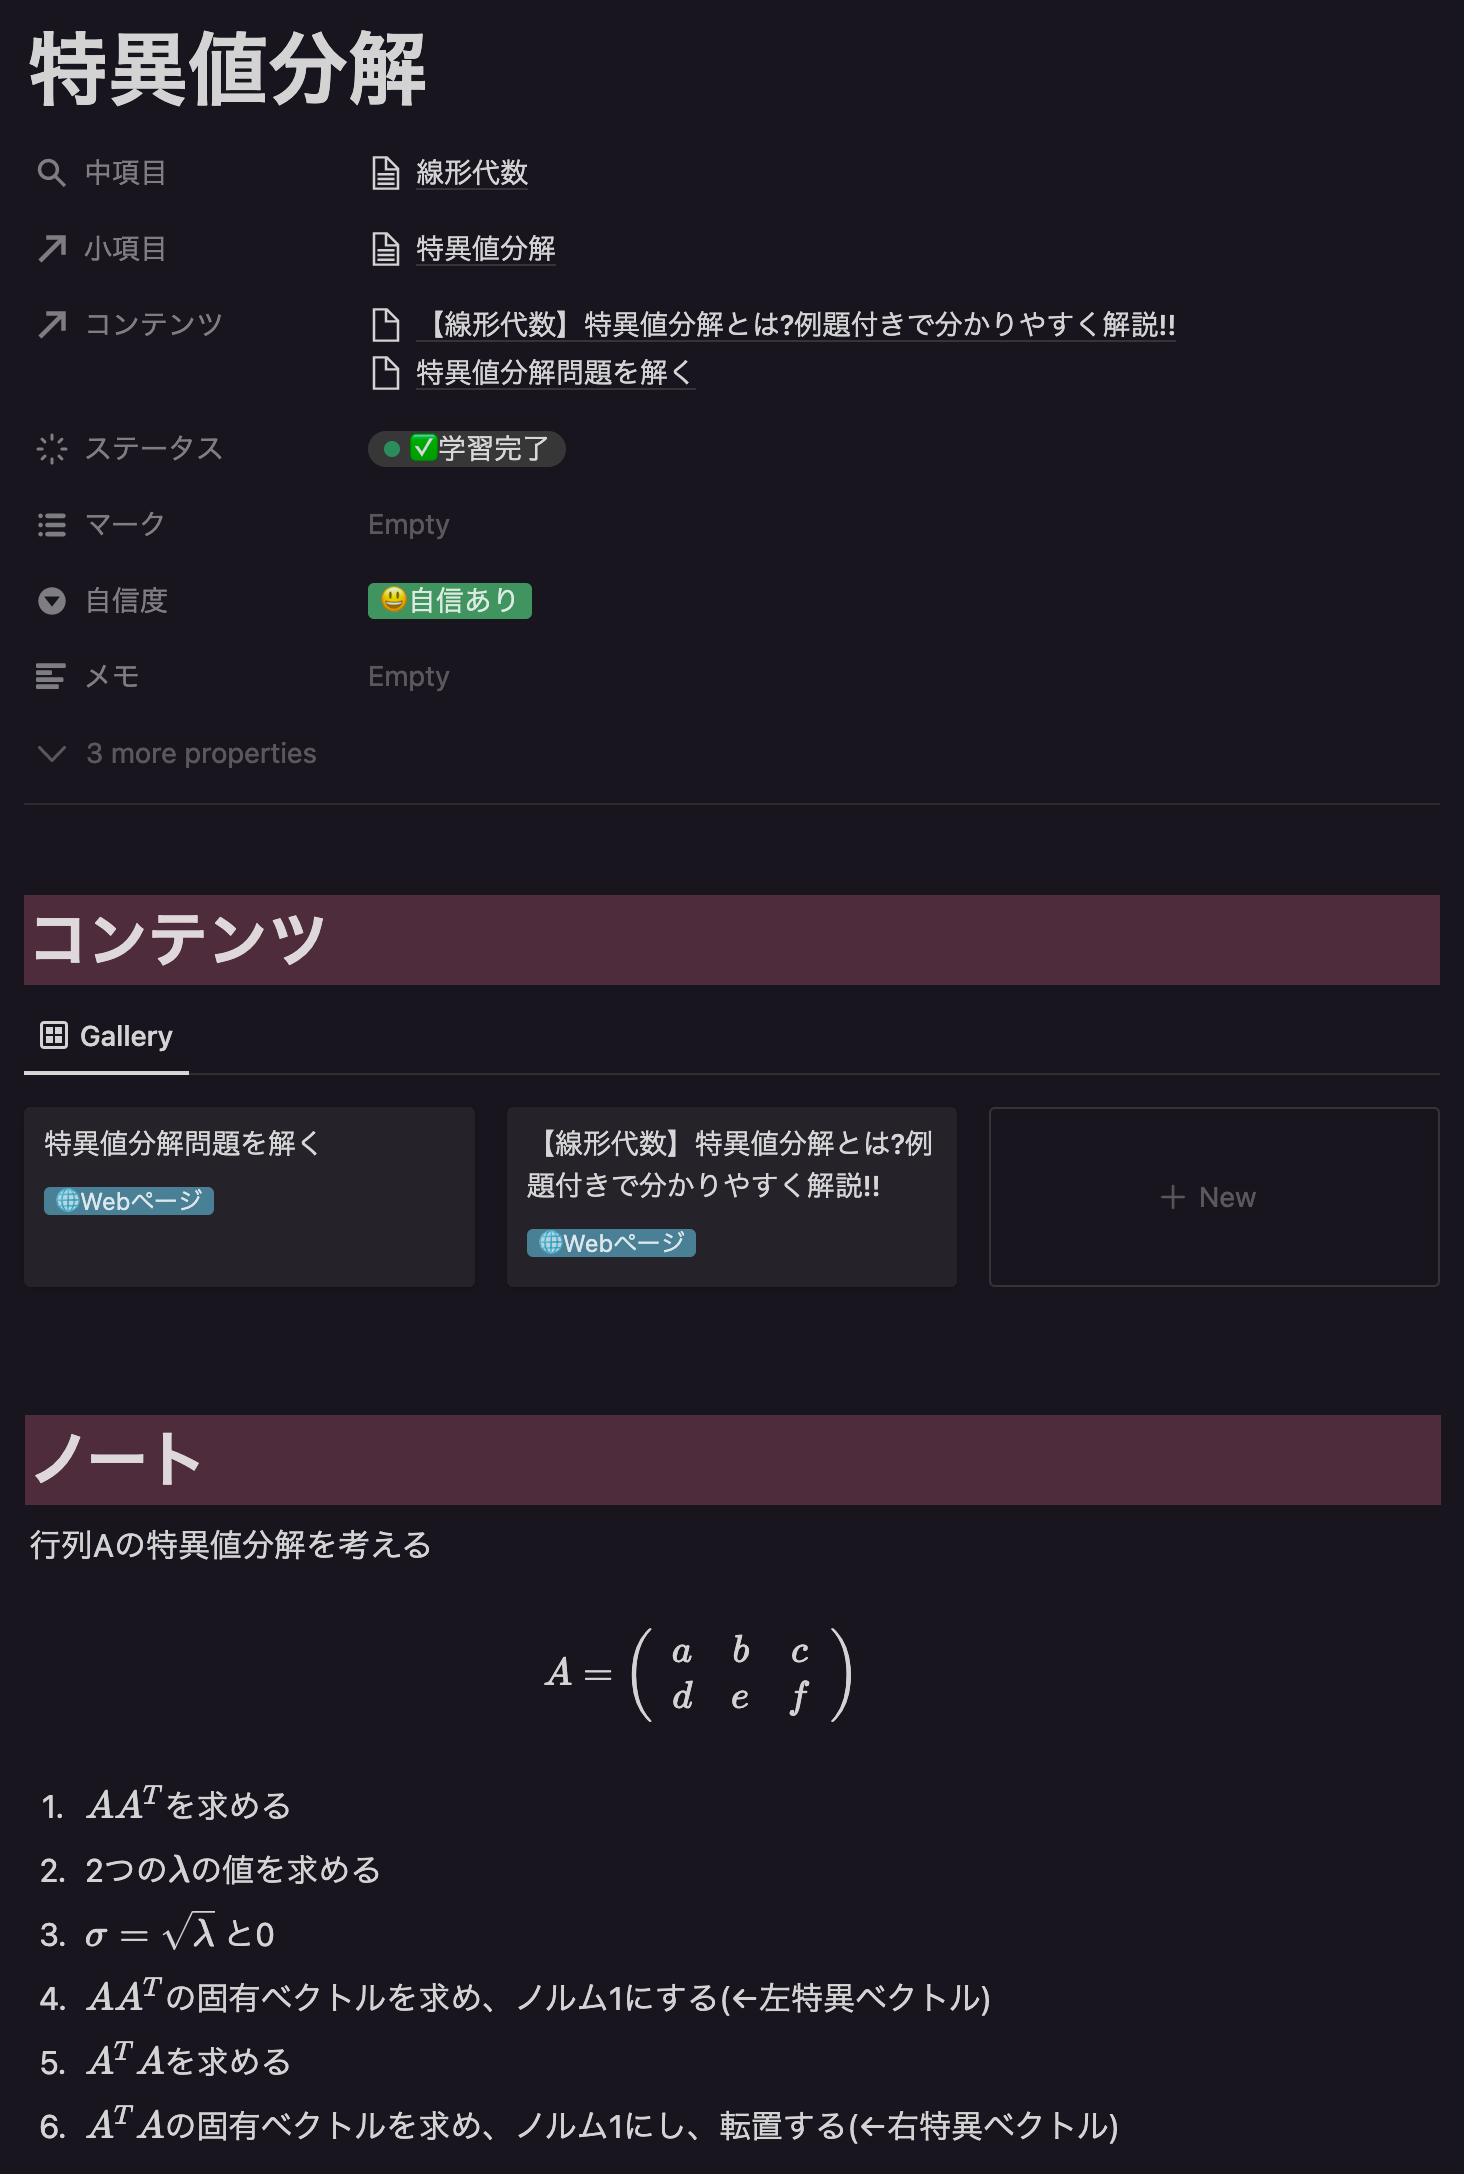 特異値分解
中項目 線形代数
小項目 特異値分解
コンテンツ 【線形代数】特異値分解とは?例題付きで分かりやすく解説!!
特異値分解問題を解く
ステータス ✅学習完了
マーク Empty
自信度 😃自信あり
メモ Empty
3 more properties
コンテンツ
Gallery
特異値分解問題を解く
🌐Webページ
【線形代数】特異値分解とは?例
題付きで分かりやすく解説!!
🌐Webページ
+ New
ノート
行列Aの特異値分解を考える
A = ( a b c
d e f )
1. AA^Tを求める
2. 2つのλの値を求める
3. σ = √λ と0
4. AA^Tの固有ベクトルを求め、ノルム1にする(←左特異ベクトル)
5. A^T Aを求める
6. A^T Aの固有ベクトルを求め、ノルム1にし、転置する(←右特異ベクトル)